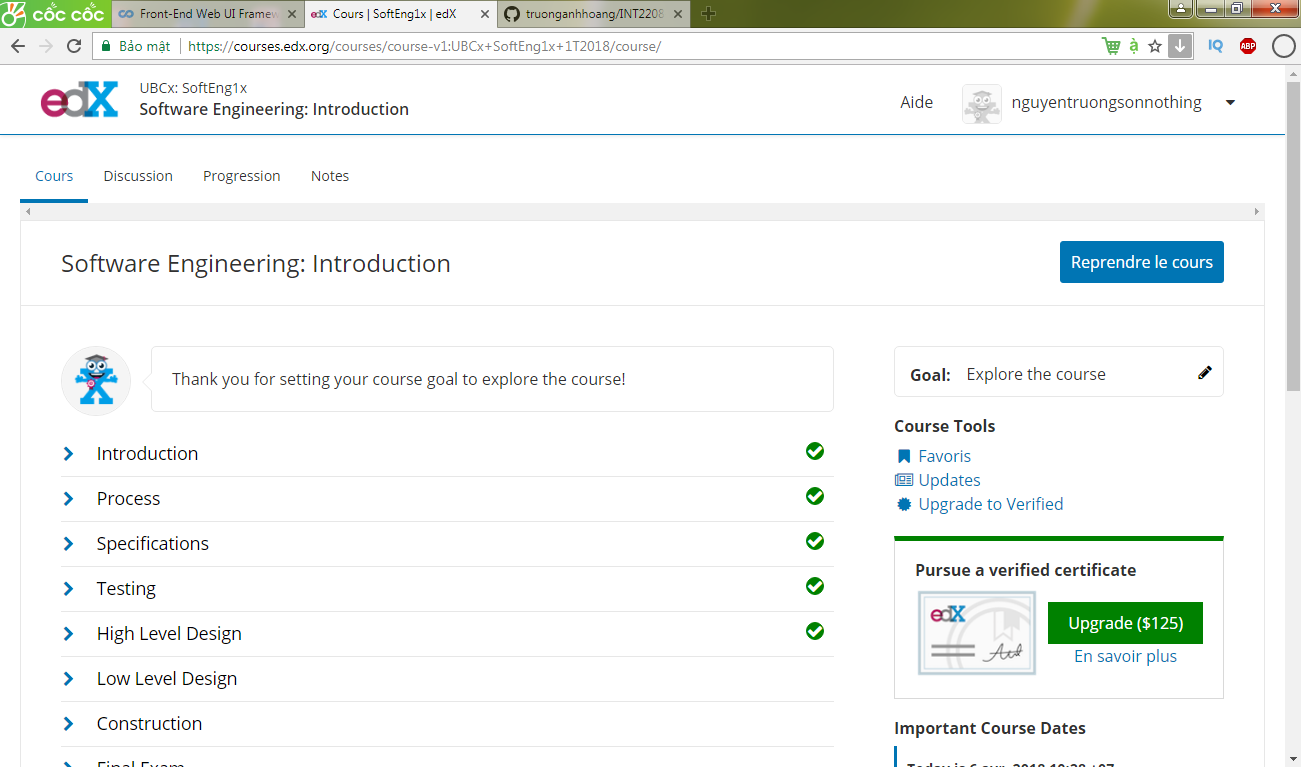 cốc cốc
Front-End Web UI Framew
Cours | SoftEng1x | edX
truonganhhoang/INT2208
Bảo mật
https://courses.edx.org/courses/course-v1:UBCx+SoftEng1x+1T2018/course/
à
IQ
ABP
edX
UBCx: SoftEng1x
Software Engineering: Introduction
Aide
nguyentruongsonnothing
Cours
Discussion
Progression
Notes
Software Engineering: Introduction
Reprendre le cours
Thank you for setting your course goal to explore the course!
Introduction
Process
Specifications
Testing
High Level Design
Low Level Design
Construction
Final Exam
Goal: Explore the course
Course Tools
Favoris
Updates
Upgrade to Verified
Pursue a verified certificate
edX
Upgrade ($125)
En savoir plus
Important Course Dates